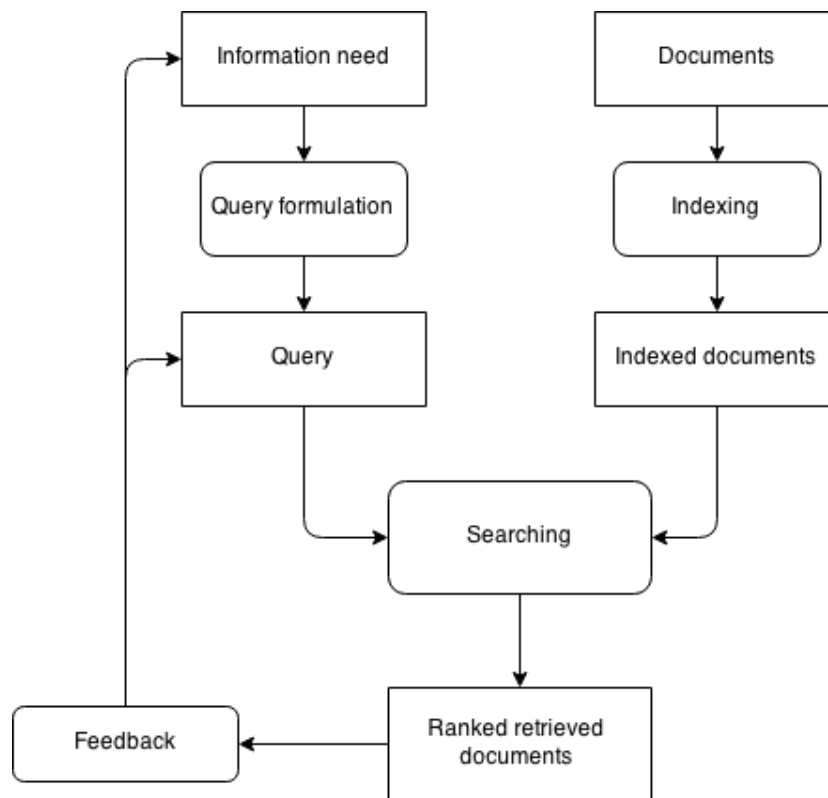 Information need
Documents
Query formulation
Indexing
Query
Indexed documents
Searching
Feedback
Ranked retrieved
documents